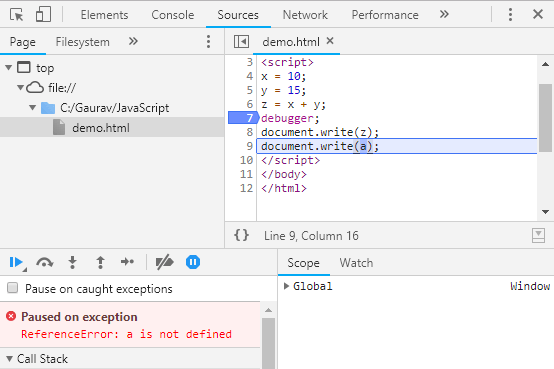 Elements Console Sources Network
Page Filesystem
demo.html
top
file://
C:/Gaurav/JavaScript
demo.html
3 <script>
4 x = 10;
5 y = 15;
6 z = x + y;
7 debugger;
8 document.write(z);
9 document.write(a);
10 </script>
11 </body>
12 </html>
{} Line 9, Column 16
Pause on caught exceptions
Paused on exception
ReferenceError: a is not defined
Call Stack
Scope Watch
Global Window